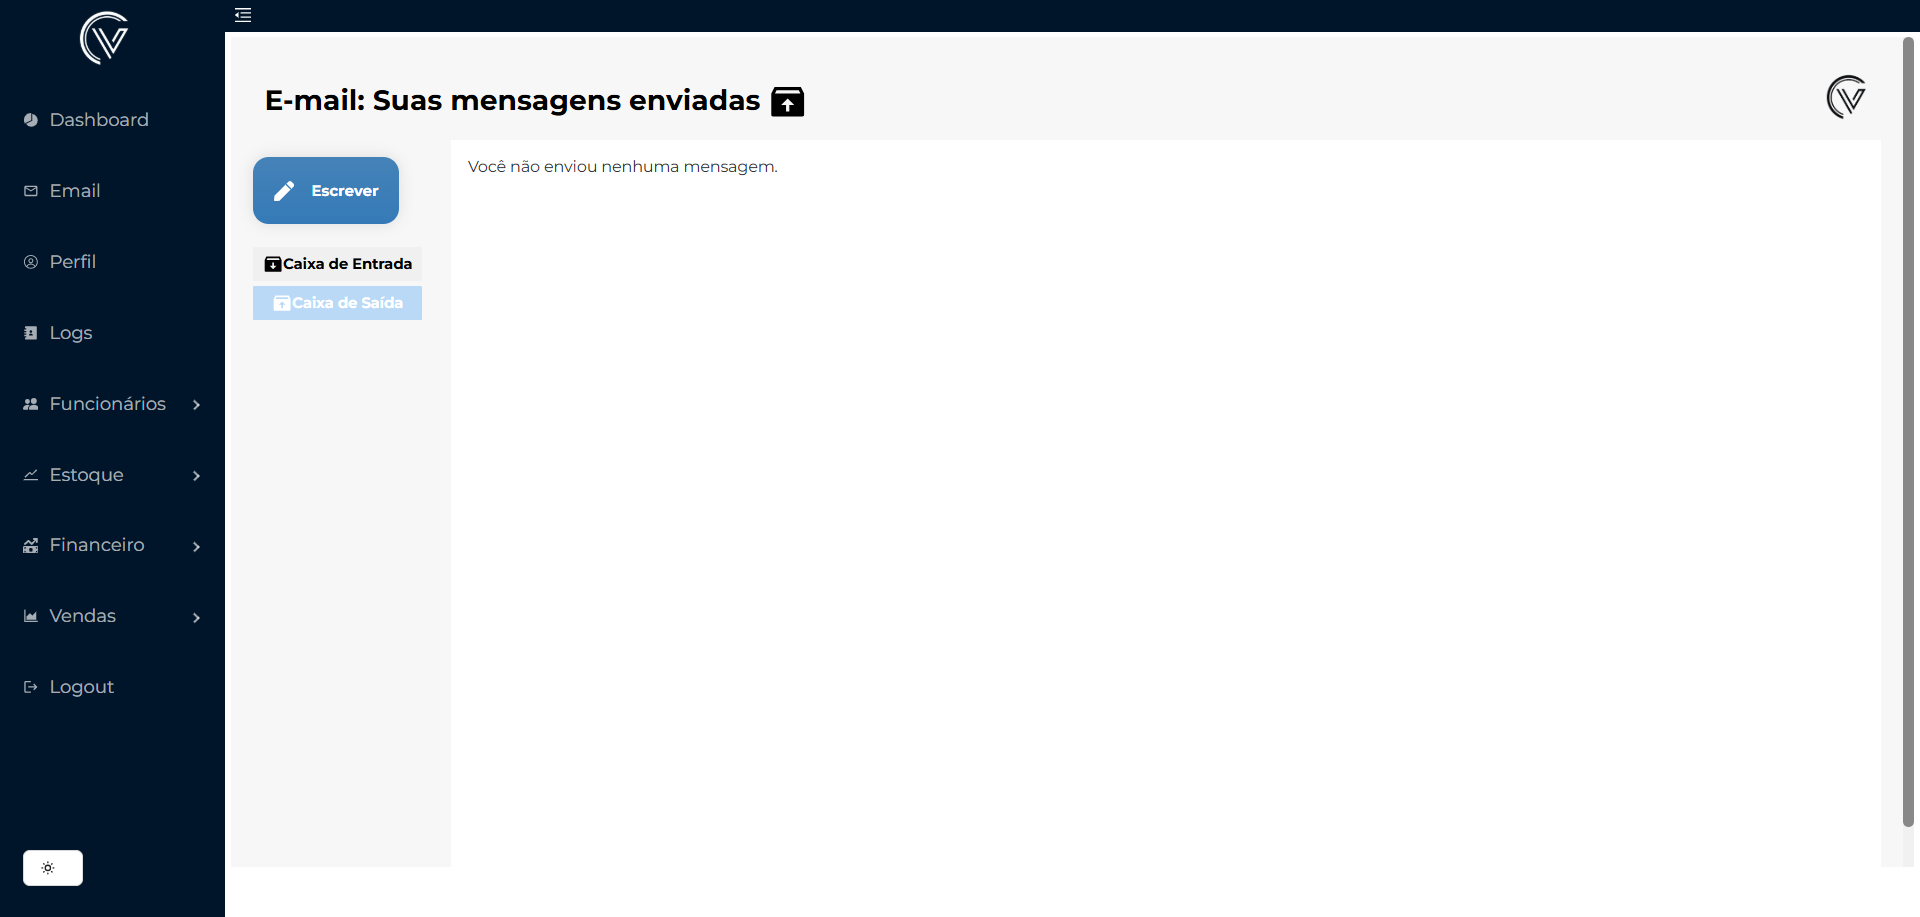 Dashboard
Email
Perfil
Logs
Funcionários
Estoque
Financeiro
Vendas
Logout
E-mail: Suas mensagens enviadas
Escrever
Caixa de Entrada
Caixa de Saída
Você não enviou nenhuma mensagem.